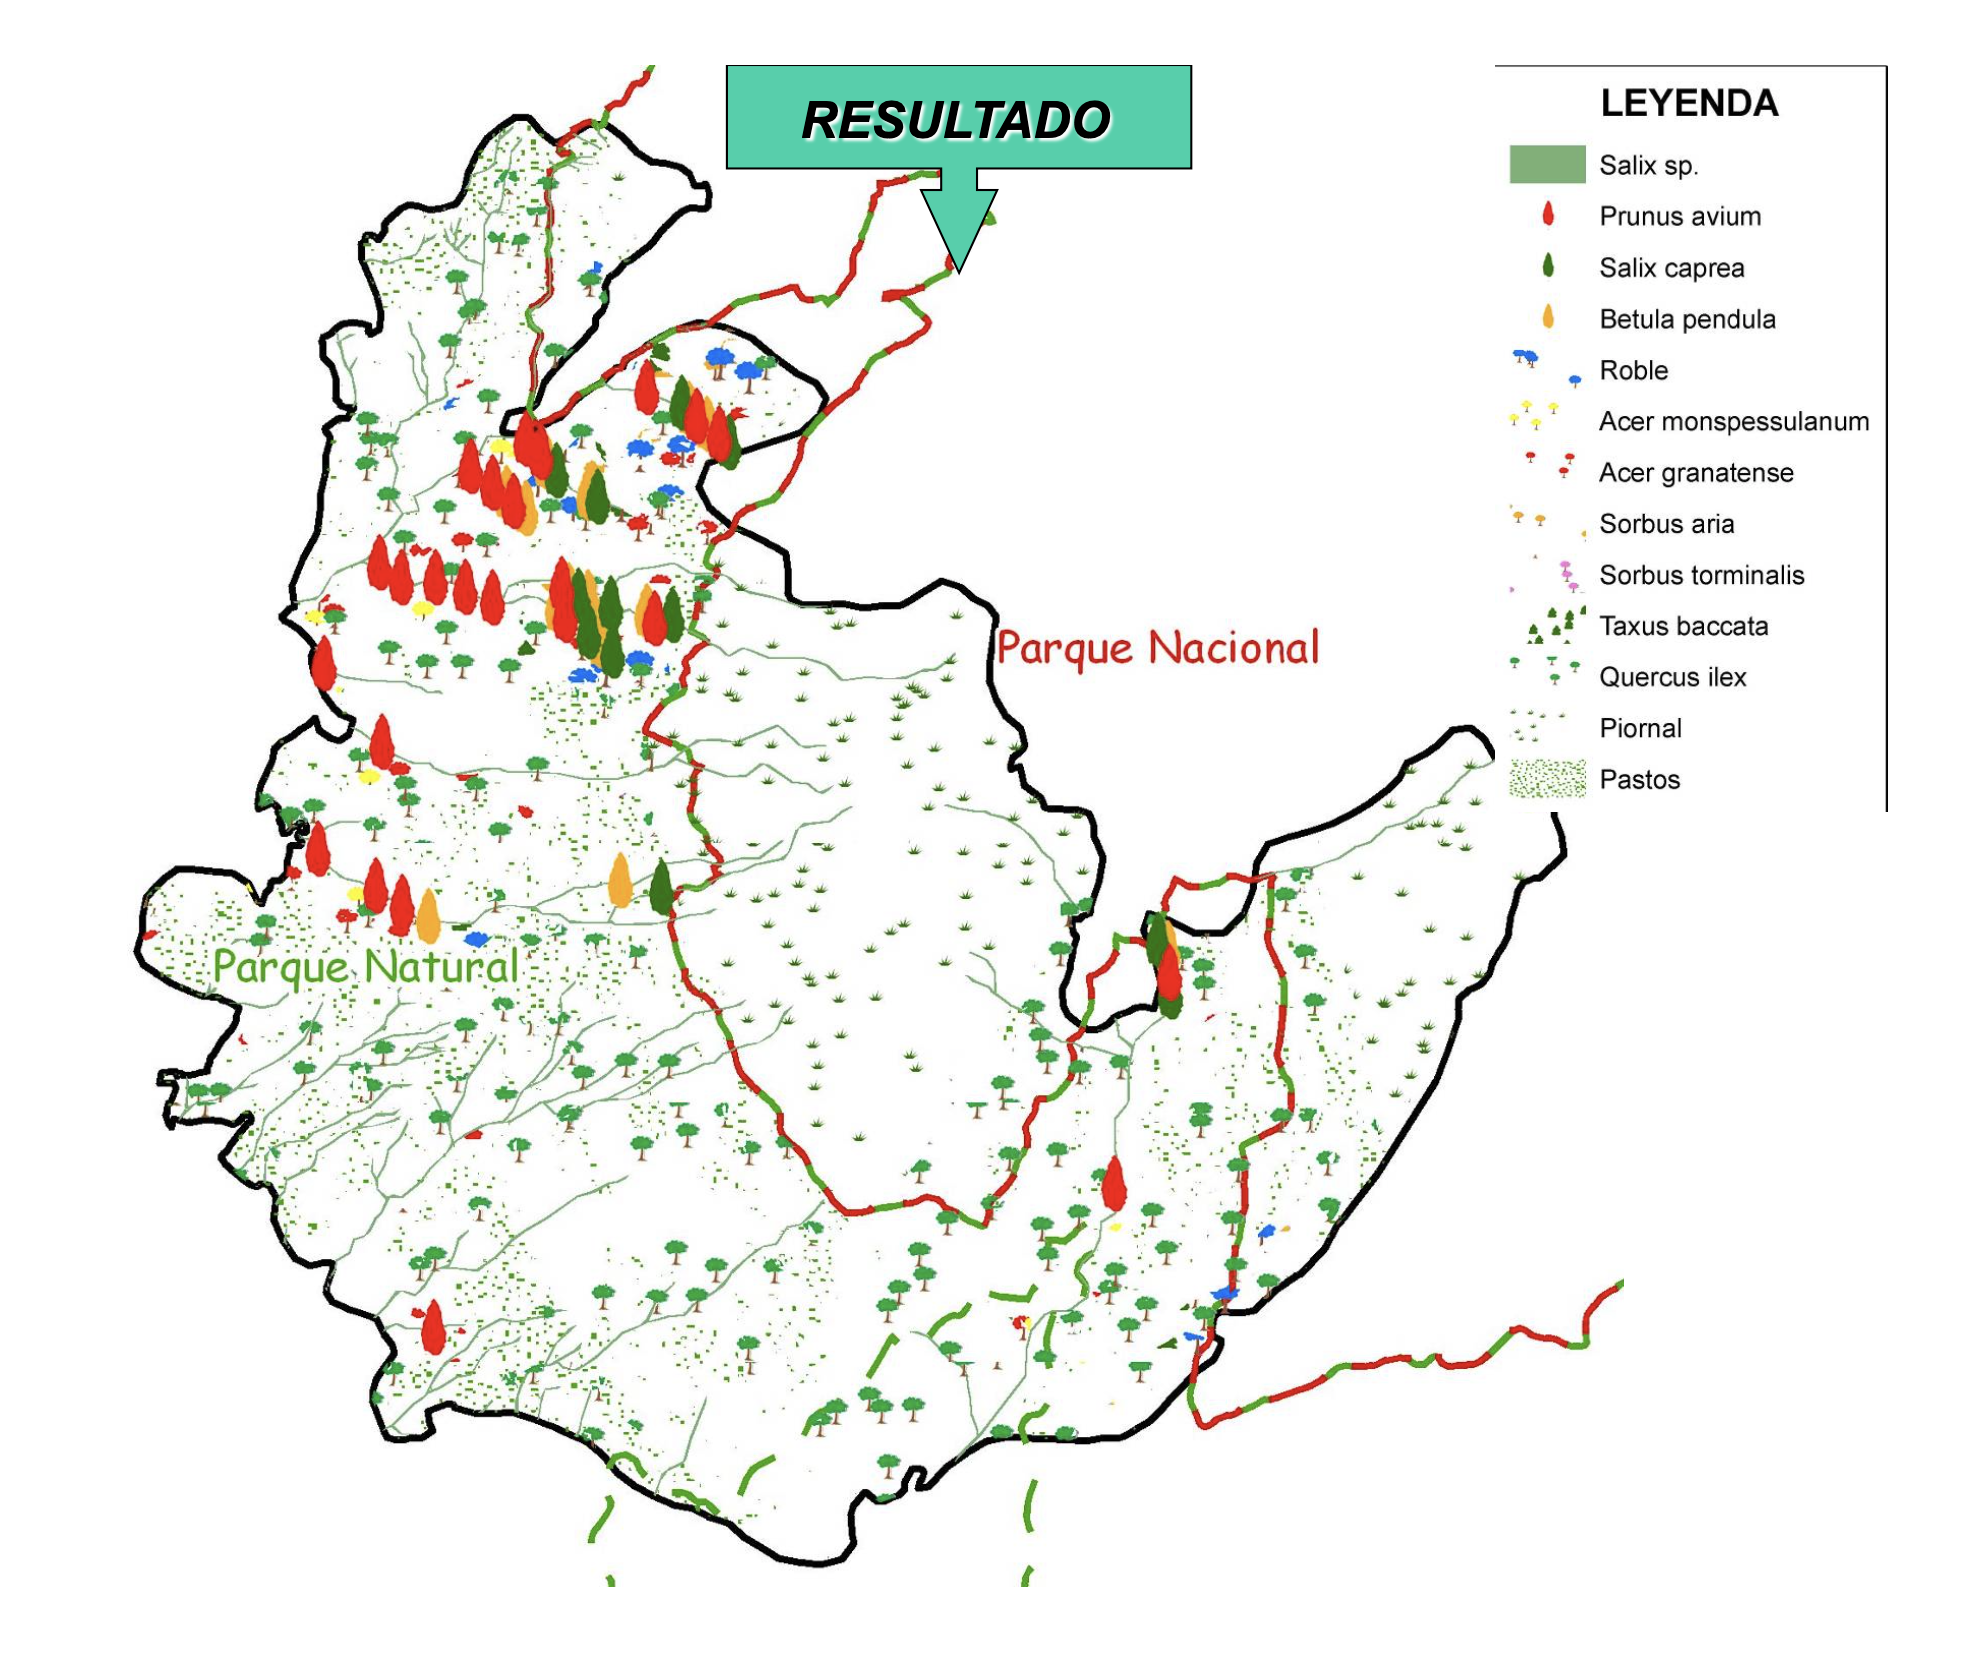 RESULTADO
LEYENDA
Salix sp.
Prunus avium
Salix caprea
Betula pendula
Roble
Acer monspessulanum
Acer granatense
Sorbus aria
Sorbus torminalis
Taxus baccata
Quercus ilex
Piornal
Pastos
Parque Nacional
Parque Natural